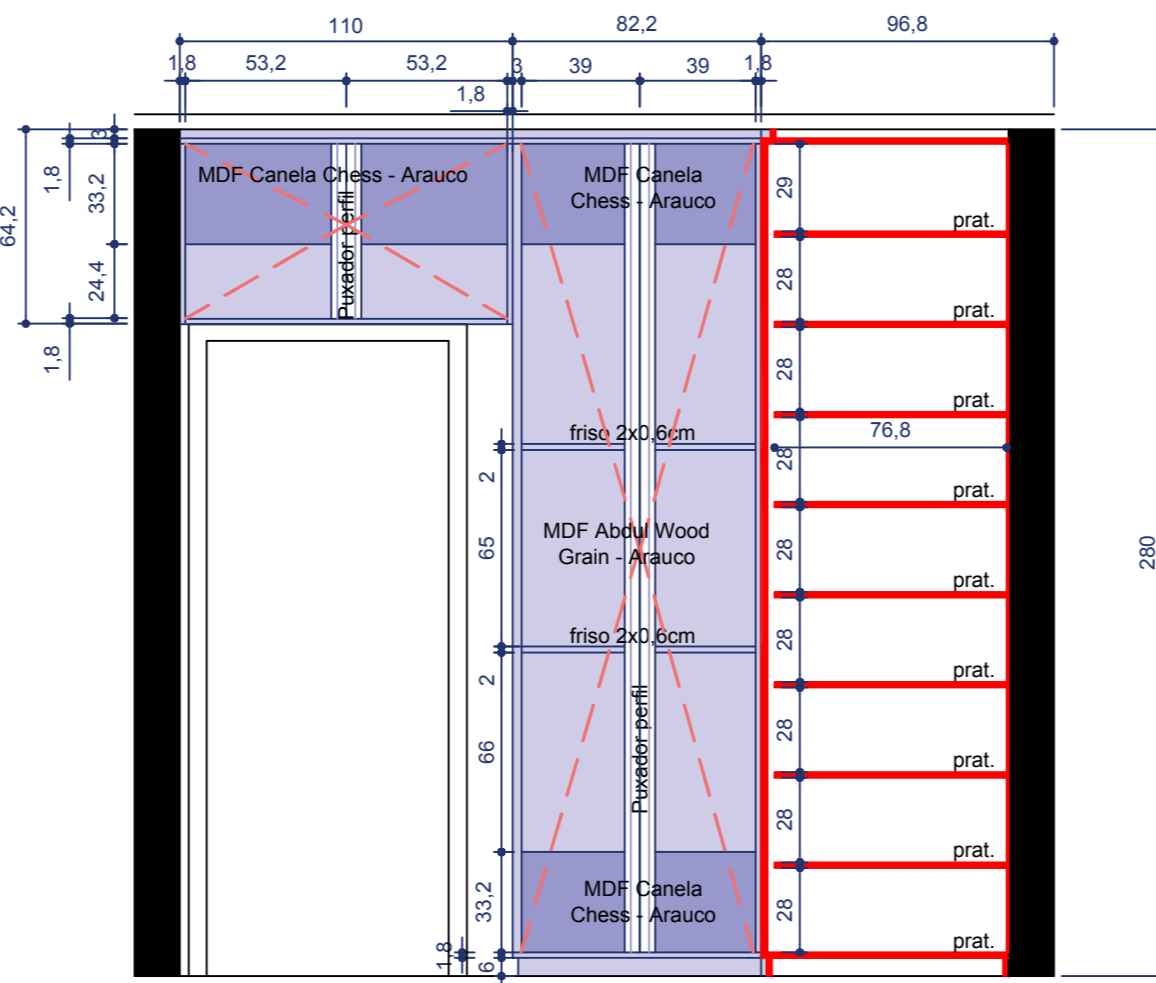 110
82,2
96,8
1,8
53,2
53,2
3
39
39
1,8
1,8
3
1,8
33,2
64,2
24,4
1,8
MDF Canela Chess - Arauco
Puxador perfil
MDF Canela
Chess - Arauco
29
prat.
28
prat.
28
prat.
76,8
28
prat.
friso 2x0,6cm
2
65
MDF Abdul Wood
Grain - Arauco
28
prat.
280
friso 2x0,6cm
2
28
prat.
66
Puxador perfil
28
prat.
28
prat.
33,2
MDF Canela
Chess - Arauco
28
prat.
1,8
6